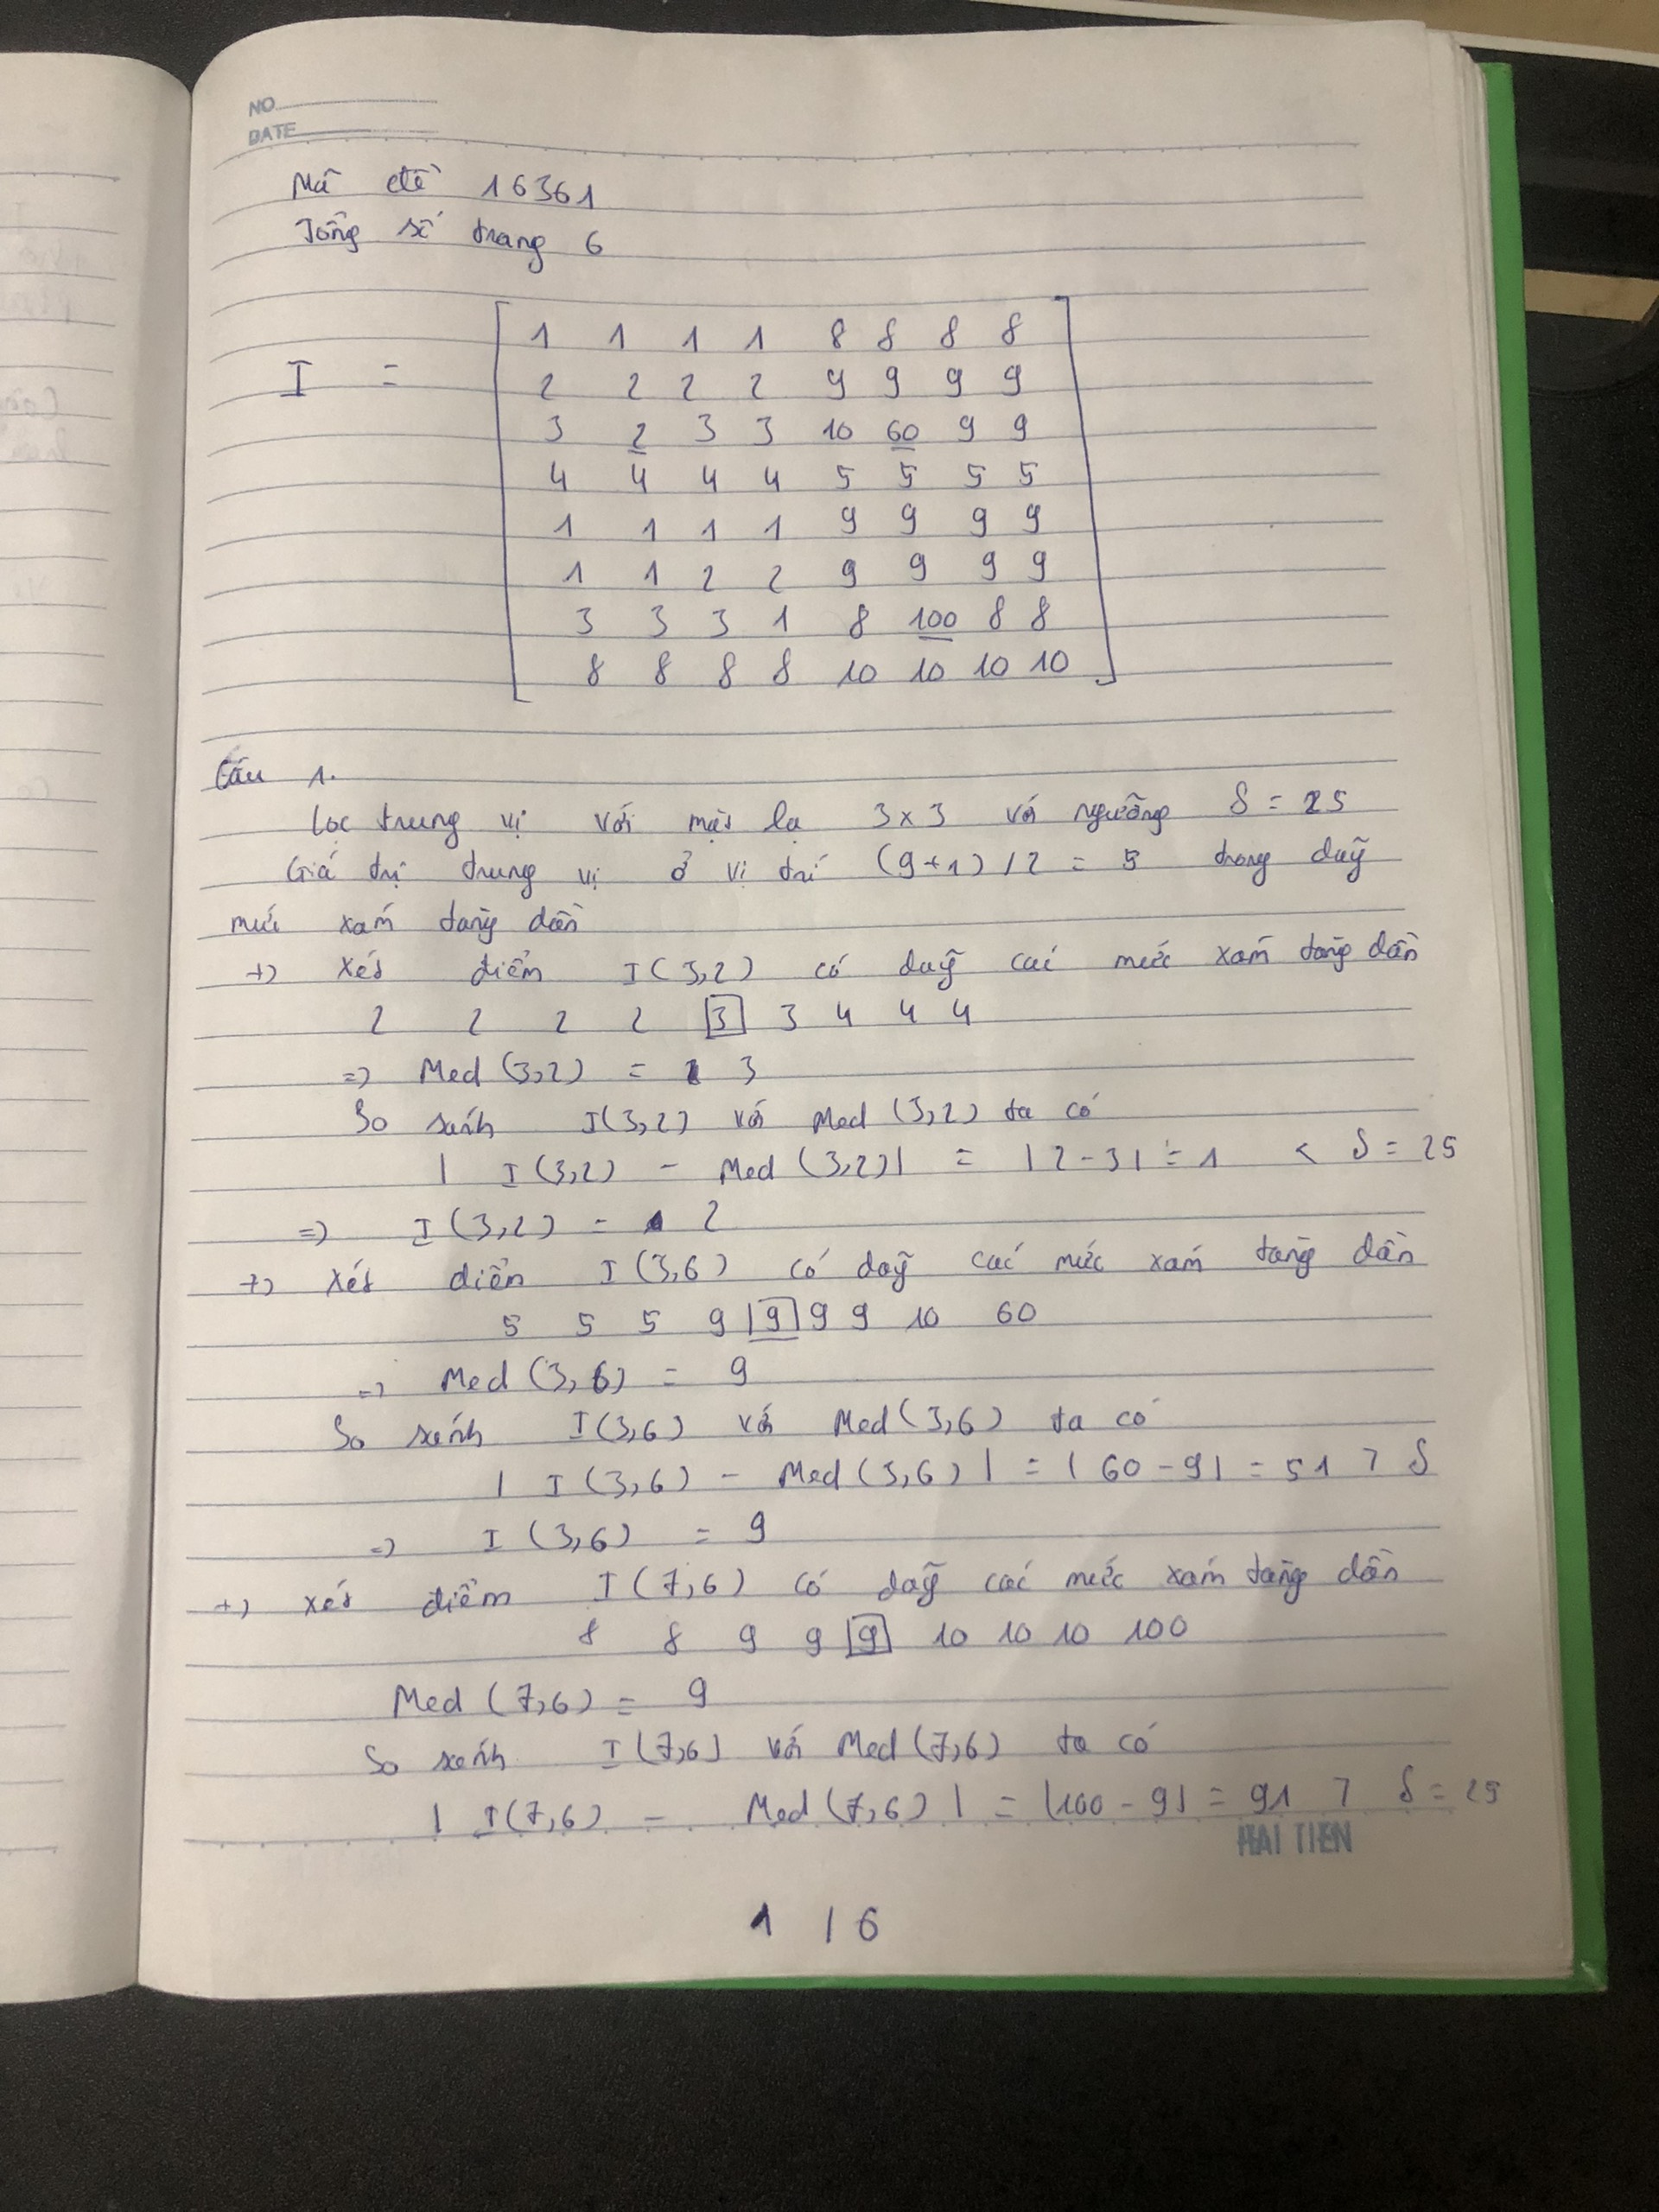 NO
DATE
Mã đề 16361
Tổng số trang 6
1 1 1 1 8 8 8 8
I = 2 2 2 2 9 9 9 9
3 2 3 3 10 60 9 9
4 4 4 4 5 5 5 5
1 1 1 1 9 9 9 9
1 1 2 2 9 9 9 9
3 3 3 1 8 100 8 8
8 8 8 8 10 10 10 10
Câu 1.
Lọc trung vị với mặt lạ 3x3 với ngưỡng δ = 25
Giá trị trung vị ở vị trí (9+1)/2 = 5 trong dãy
mức xám tăng dần
+) xét điểm I(3,2) có dãy các mức xám tăng dần
2 2 2 2 3 3 4 4 4
=> Med (3,2) = 3
So sánh I(3,2) với Med (3,2) ta có
| I(3,2) - Med (3,2)| = |2-3| = 1 < δ = 25
=> I(3,2) = 2
+) xét điểm I(3,6) có dãy các mức xám tăng dần
5 5 5 9 9 9 9 10 60
=> Med (3,6) = 9
So sánh I(3,6) với Med(3,6) ta có
| I(3,6) - Med(3,6) | = | 60 - 9| = 51 > δ
=> I(3,6) = 9
+) xét điểm I(7,6) có dãy các mức xám tăng dần
8 8 9 9 9 10 10 10 100
Med (7,6) = 9
So sánh I(7,6) với Med(7,6) ta có
| I(7,6) - Med(7,6) | = |100 - 9| = 91 > δ = 25
HAI TIEN
1 / 6